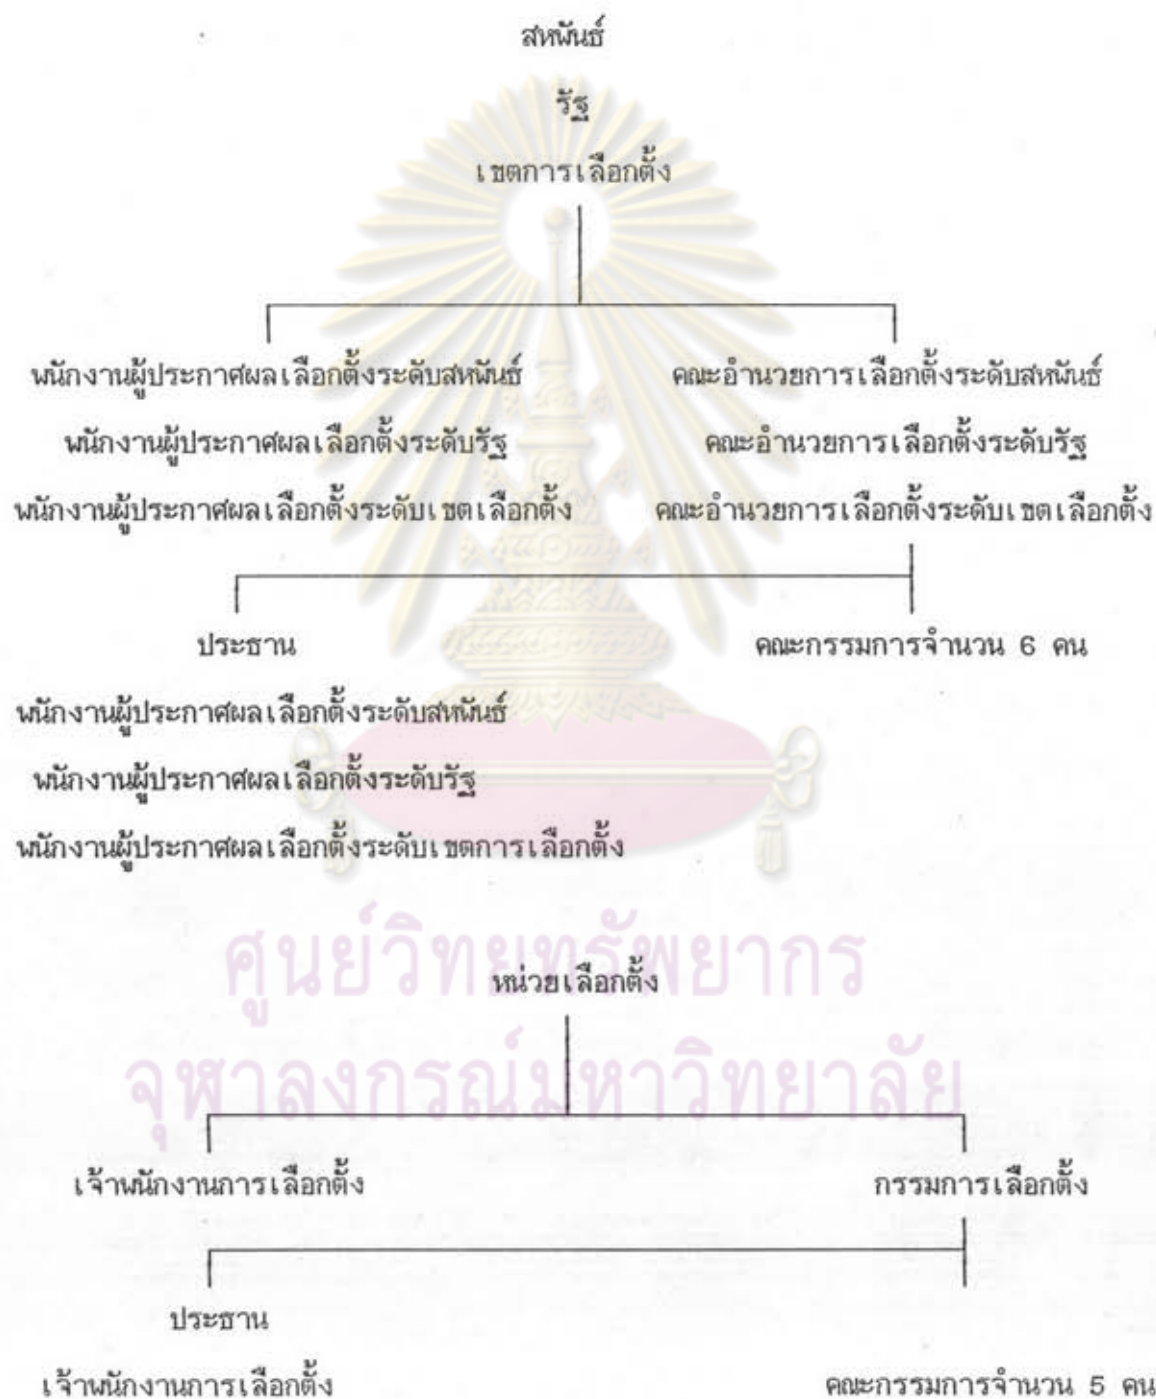 สหพันธ์
รัฐ
เขตการเลือกตั้ง
พนักงานผู้ประกาศผลเลือกตั้งระดับสหพันธ์ คณะอำนวยการเลือกตั้งระดับสหพันธ์
พนักงานผู้ประกาศผลเลือกตั้งระดับรัฐ คณะอำนวยการเลือกตั้งระดับรัฐ
พนักงานผู้ประกาศผลเลือกตั้งระดับเขตเลือกตั้ง คณะอำนวยการเลือกตั้งระดับเขตเลือกตั้ง
ประธาน คณะกรรมการจำนวน 6 คน
พนักงานผู้ประกาศผลเลือกตั้งระดับสหพันธ์
พนักงานผู้ประกาศผลเลือกตั้งระดับรัฐ
พนักงานผู้ประกาศผลเลือกตั้งระดับเขตการเลือกตั้ง
ศูนย์วิทยทรัพยากร
หน่วยเลือกตั้ง
จุฬาลงกรณ์มหาวิทยาลัย
เจ้าพนักงานการเลือกตั้ง กรรมการเลือกตั้ง
ประธาน
เจ้าพนักงานการเลือกตั้ง คณะกรรมการจำนวน 5 คน